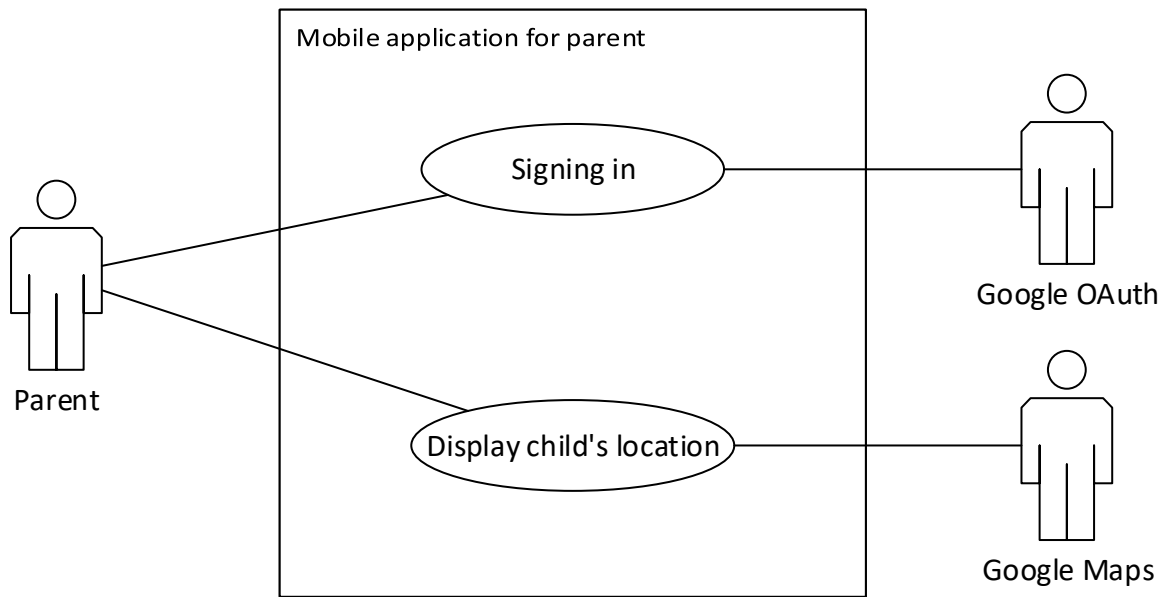 Mobile application for parent
Signing in
Google OAuth
Parent
Display child's location
Google Maps